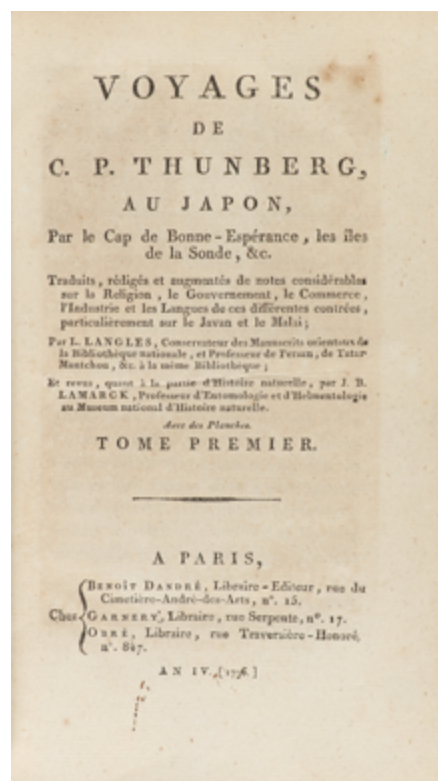 VOYAGES
DE
C. P. THUNBERG,
AU JAPON,
Par le Cap de Bonne-Espérance, les îles
de la Sonde, &c.
Traduits, rédigés et augmentés de notes considérables
sur la Religion, le Gouvernement, le Commerce,
l'Industrie et les Langues de ces différentes contrées,
particulièrement sur le Javan et le Malai;
Par L. LANGLES, Conservateur des Manuscrits orientaux de
la Bibliothèque nationale, et Professeur de Persan, de Tatar
Mantchou, &c. à la même Bibliothèque;
Et revus, quant à la partie d'Histoire naturelle, par J. B.
LAMARCK, Professeur d'Entomologie et d'Helmentologie
au Museum national d'Histoire naturelle.
Avec des Planches.
TOME PREMIER.
A PARIS,
BENOÎT DANDRÉ, Libraire-Editeur, rue du
Cimetière-André-des-Arts, n°. 15.
Chez GARNERY, Libraire, rue Serpente, n°. 17.
OBRÉ, Libraire, rue Traversière-Honoré,
n°. 847.
AN IV. [1796.]